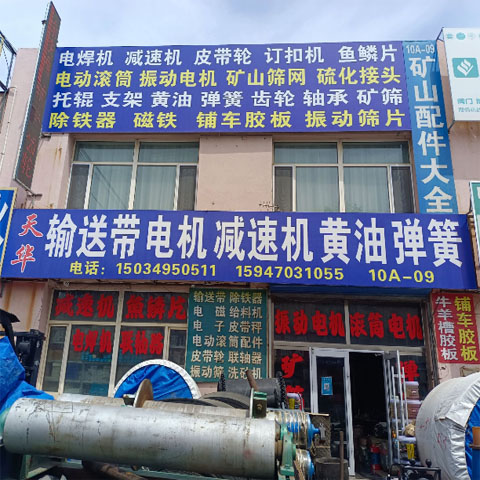 电焊机 减速机 皮带轮 订扣机 鱼鳞片
电动滚筒 振动电机 矿山筛网 硫化接头
托辊 支架 黄油 弹簧 齿轮 轴承 矿筛
除铁器 磁铁 铺车胶板 振动筛片
10A-09
矿山配件大全
天华
输送带电机减速机黄油弹簧
电话：15034950511 15947031055 10A-09
减速机 鱼鳞片
电焊机
输送带 除铁器
电磁 给料机
电子 皮带秤
电动滚筒配件
皮带轮 联轴器
振动筛 洗矿机
振动电机 滚筒电机
牛羊槽胶板
铺车胶板